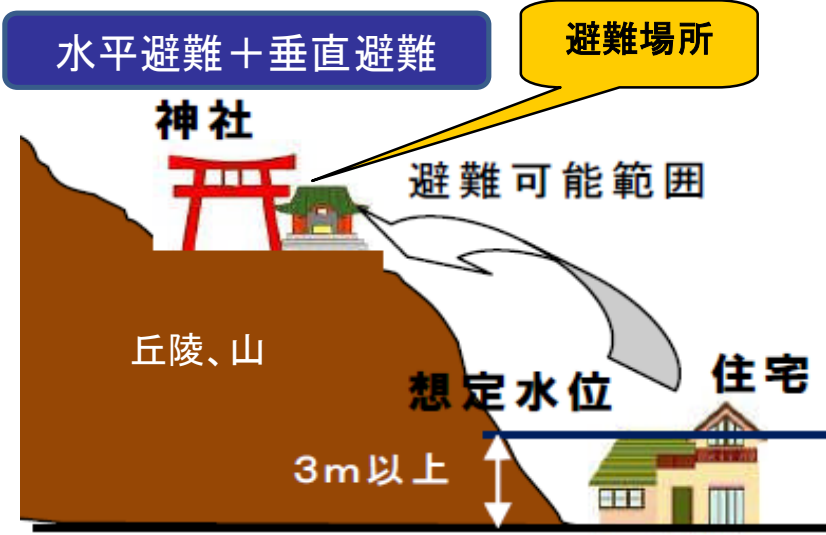 水平避難＋垂直避難
避難場所
神社
避難可能範囲
丘陵、山
住宅
想定水位
3m以上